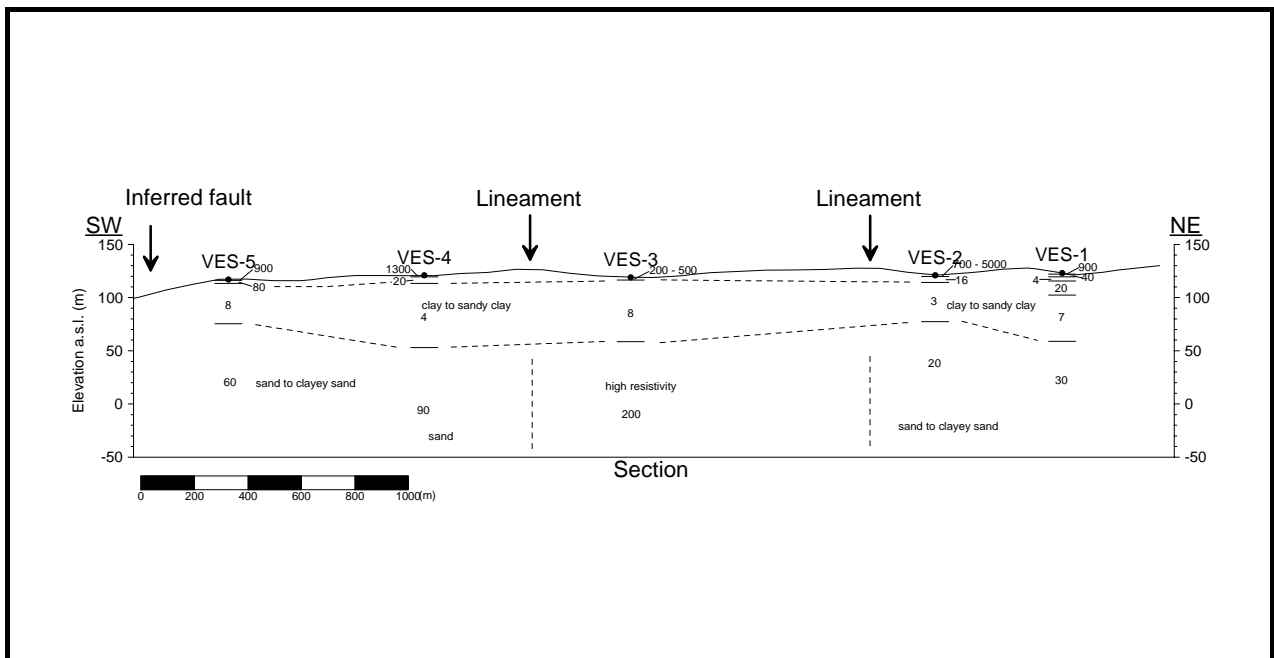 Inferred fault
Lineament
Lineament
SW
NE
150
100
50
0
-50
Elevation a.s.l. (m)
150
100
50
0
-50
VES-5
900
80
8
60
sand to clayey sand
VES-4
1300
20
clay to sandy clay
4
90
sand
VES-3
200 - 500
8
high resistivity
200
VES-2
700 - 5000
16
3
clay to sandy clay
20
sand to clayey sand
VES-1
900
40
4
20
7
30
Section
0 200 400 600 800 1000(m)